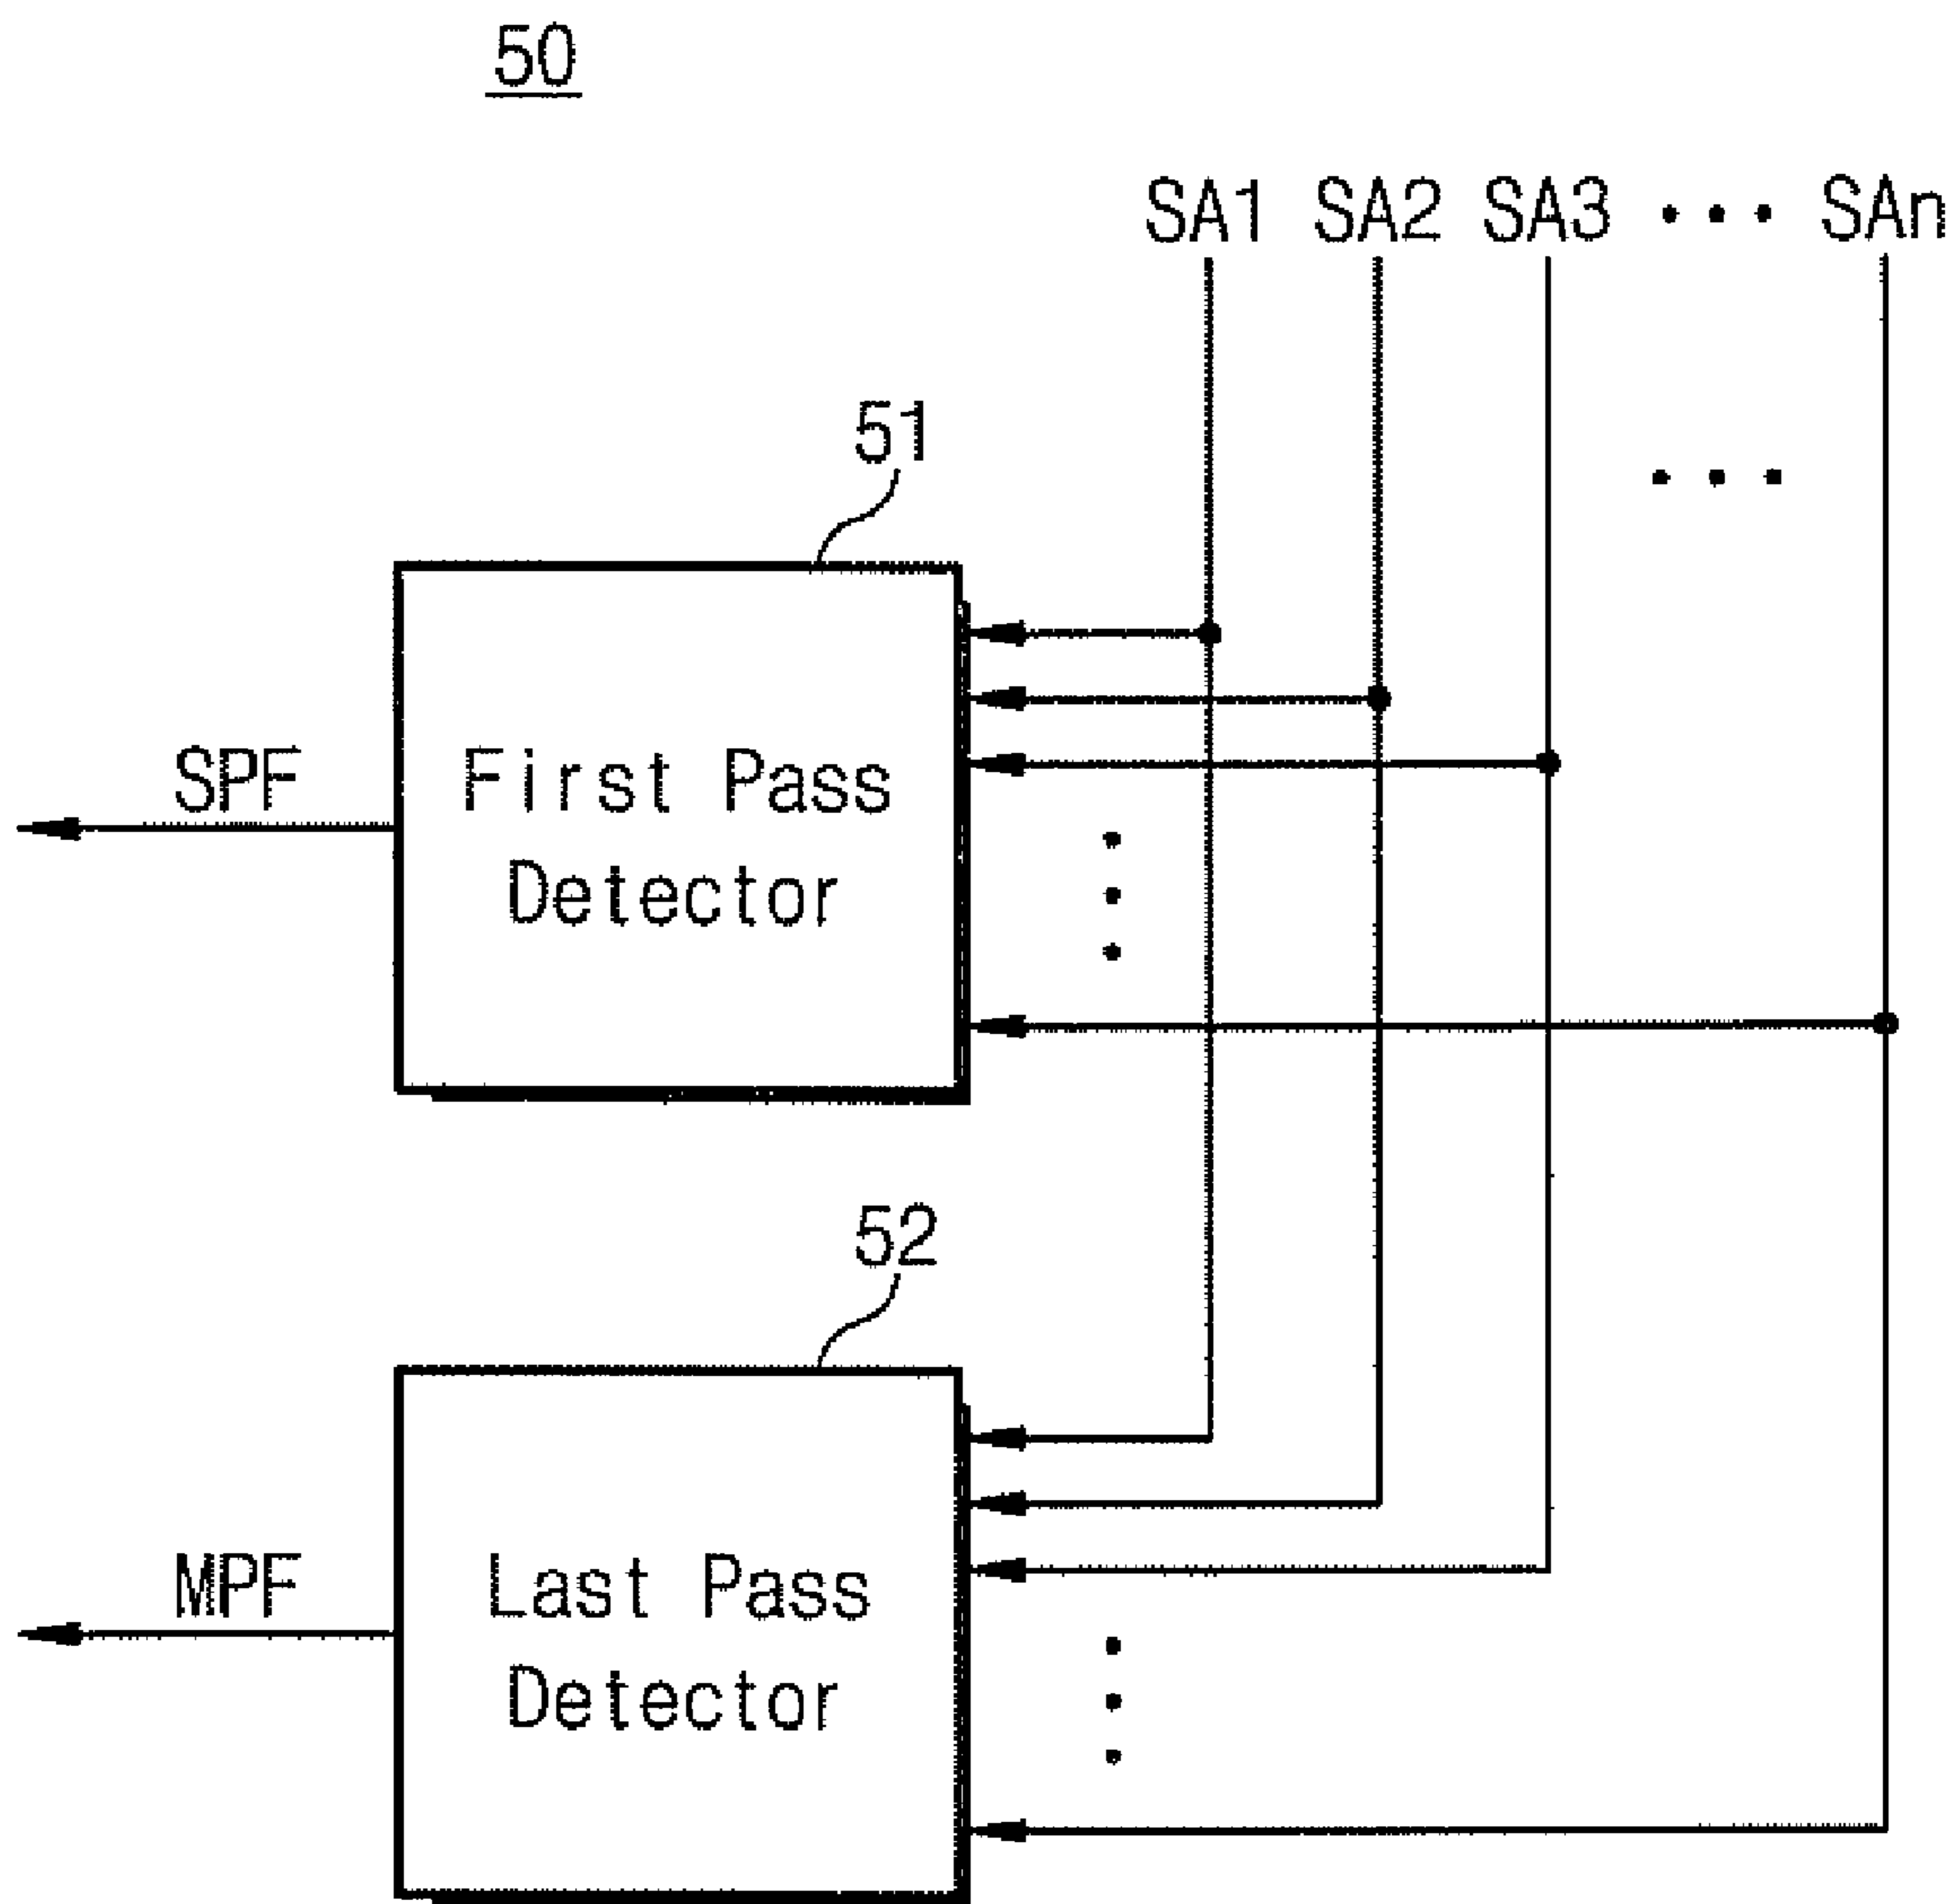 50
SA1 SA2 SA3 ... SAn
51
...
SPF
First Pass
Detector
52
MPF
Last Pass
Detector